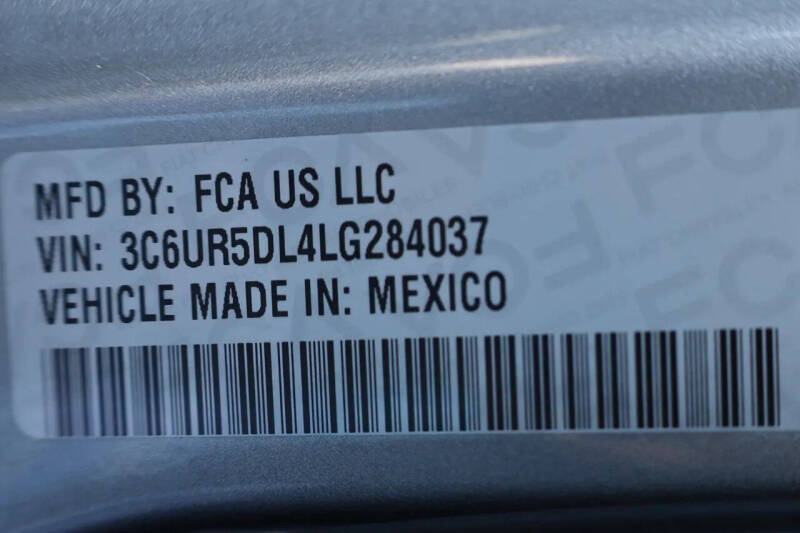 MFD BY: FCA US LLC
VIN: 3C6UR5DL4LG284037
VEHICLE MADE IN: MEXICO